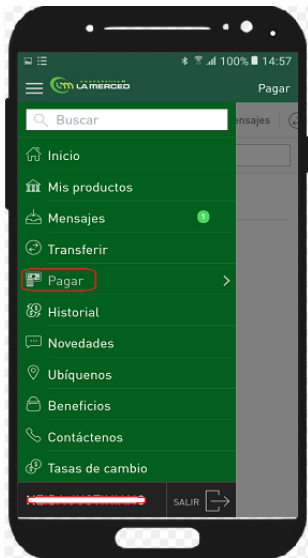 100% 14:57
COOPERATIVA
LA MERCED
Pagar
Buscar
nsajes
Inicio
Mis productos
Mensajes 1
Transferir
Pagar
Historial
Novedades
Ubíquenos
Beneficios
Contáctenos
Tasas de cambio
SALIR